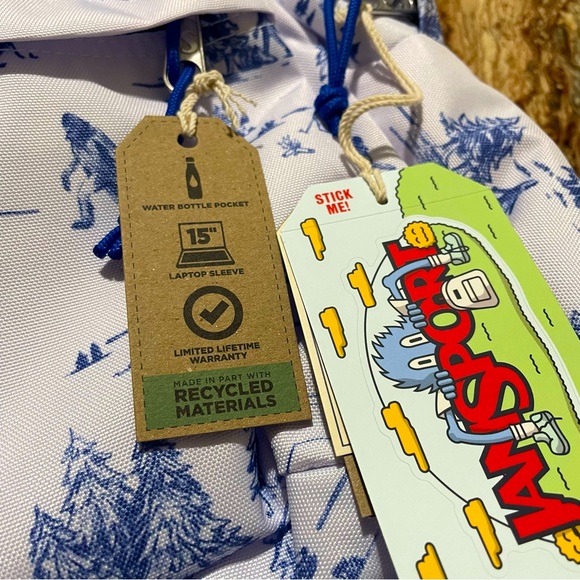 WATER BOTTLE POCKET
15"
LAPTOP SLEEVE
LIMITED LIFETIME
WARRANTY
MADE IN PART WITH
RECYCLED
MATERIALS
STICK
ME!
JANSPORT